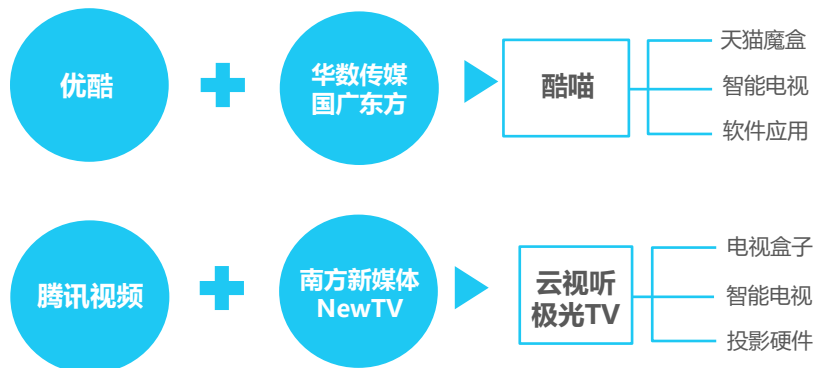 优酷
华数传媒
国广东方
酷喵
天猫魔盒
智能电视
软件应用
腾讯视频
南方新媒体
NewTV
云视听
极光TV
电视盒子
智能电视
投影硬件